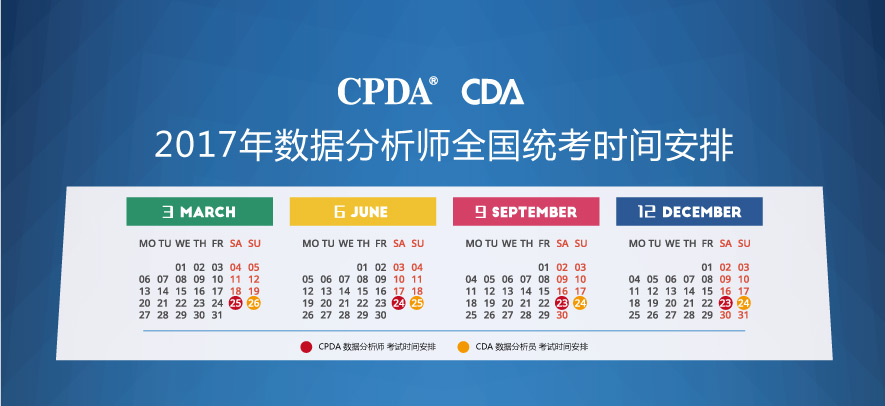 CPDA® CDA
2017年数据分析师全国统考时间安排
3 MARCH
MO TU WE TH FR SA SU
01 02 03 04 05
06 07 08 09 10 11 12
13 14 15 16 17 18 19
20 21 22 23 24 25 26
27 28 29 30 31
6 JUNE
MO TU WE TH FR SA SU
01 02 03 04
05 06 07 08 09 10 11
12 13 14 15 16 17 18
19 20 21 22 23 24 25
26 27 28 29 30
9 SEPTEMBER
MO TU WE TH FR SA SU
01 02 03
04 05 06 07 08 09 10
11 12 13 14 15 16 17
18 19 20 21 22 23 24
25 26 27 28 29 30
12 DECEMBER
MO TU WE TH FR SA SU
01 02 03
04 05 06 07 08 09 10
11 12 13 14 15 16 17
18 19 20 21 22 23 24
25 26 27 28 29 30 31
CPDA 数据分析师 考试时间安排
CDA 数据分析员 考试时间安排